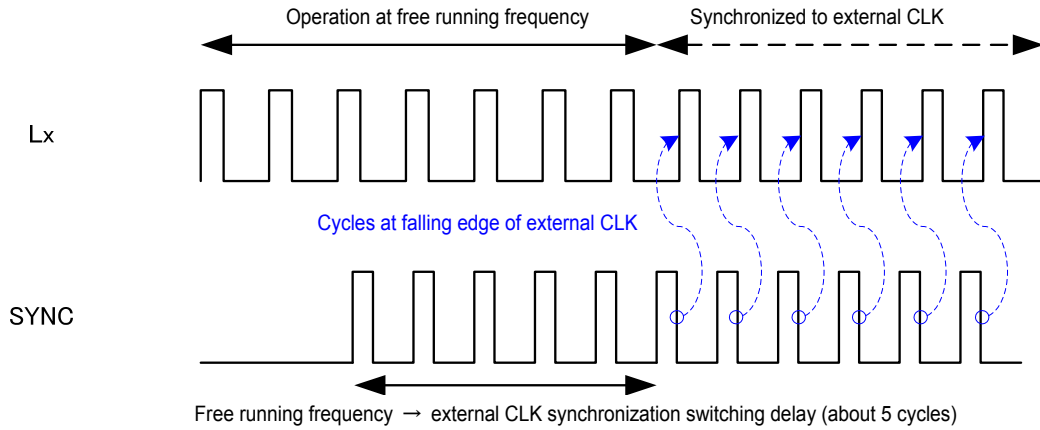 Operation at free running frequency
Synchronized to external CLK
Lx
Cycles at falling edge of external CLK
SYNC
Free running frequency → external CLK synchronization switching delay (about 5 cycles)